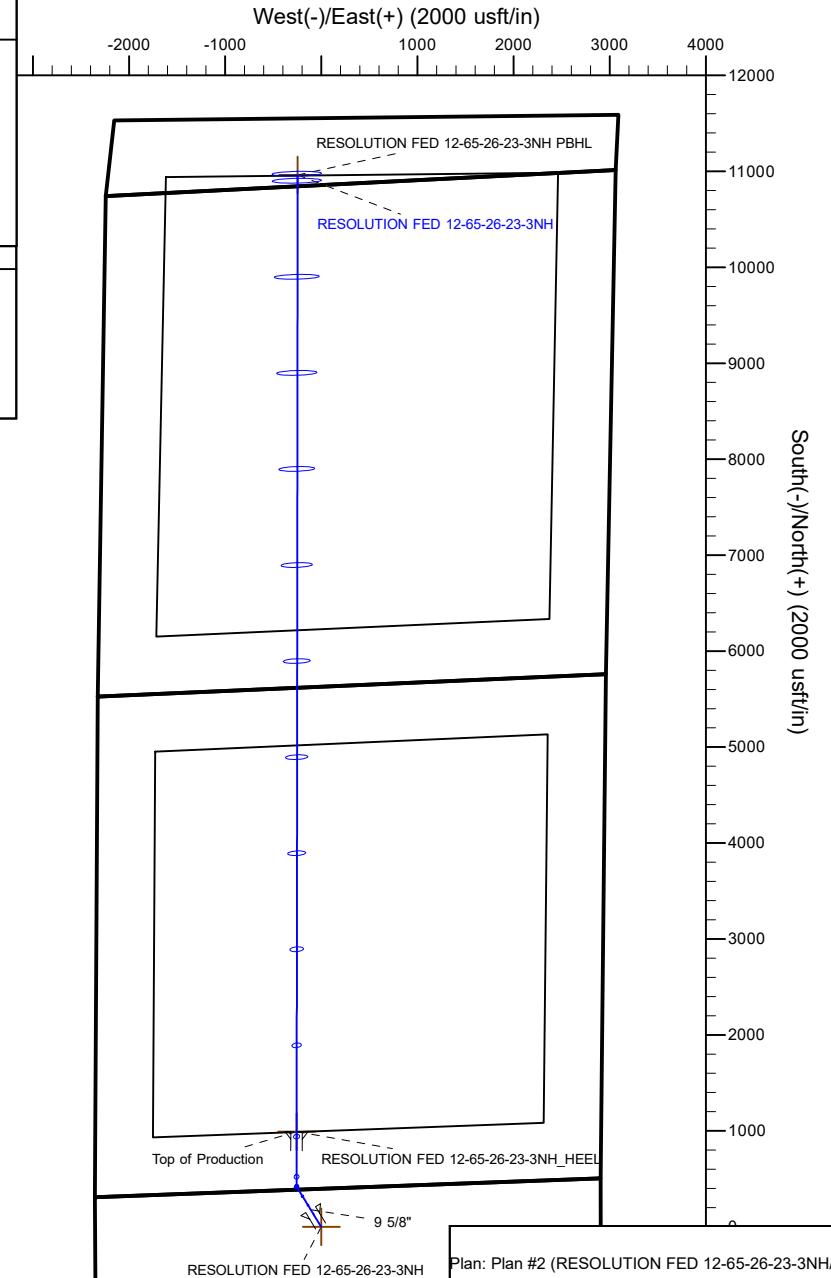 West(-)/East(+) (2000 usft/in)
-2000 -1000 1000 2000 3000 4000
12000
RESOLUTION FED 12-65-26-23-3NH PBHL
11000
RESOLUTION FED 12-65-26-23-3NH
10000
9000
8000
South(-)/North(+) (2000 usft/in)
7000
6000
5000
4000
3000
2000
1000
Top of Production
RESOLUTION FED 12-65-26-23-3NH_HEEL
9 5/8"
RESOLUTION FED 12-65-26-23-3NH
Plan: Plan #2 (RESOLUTION FED 12-65-26-23-3NH/